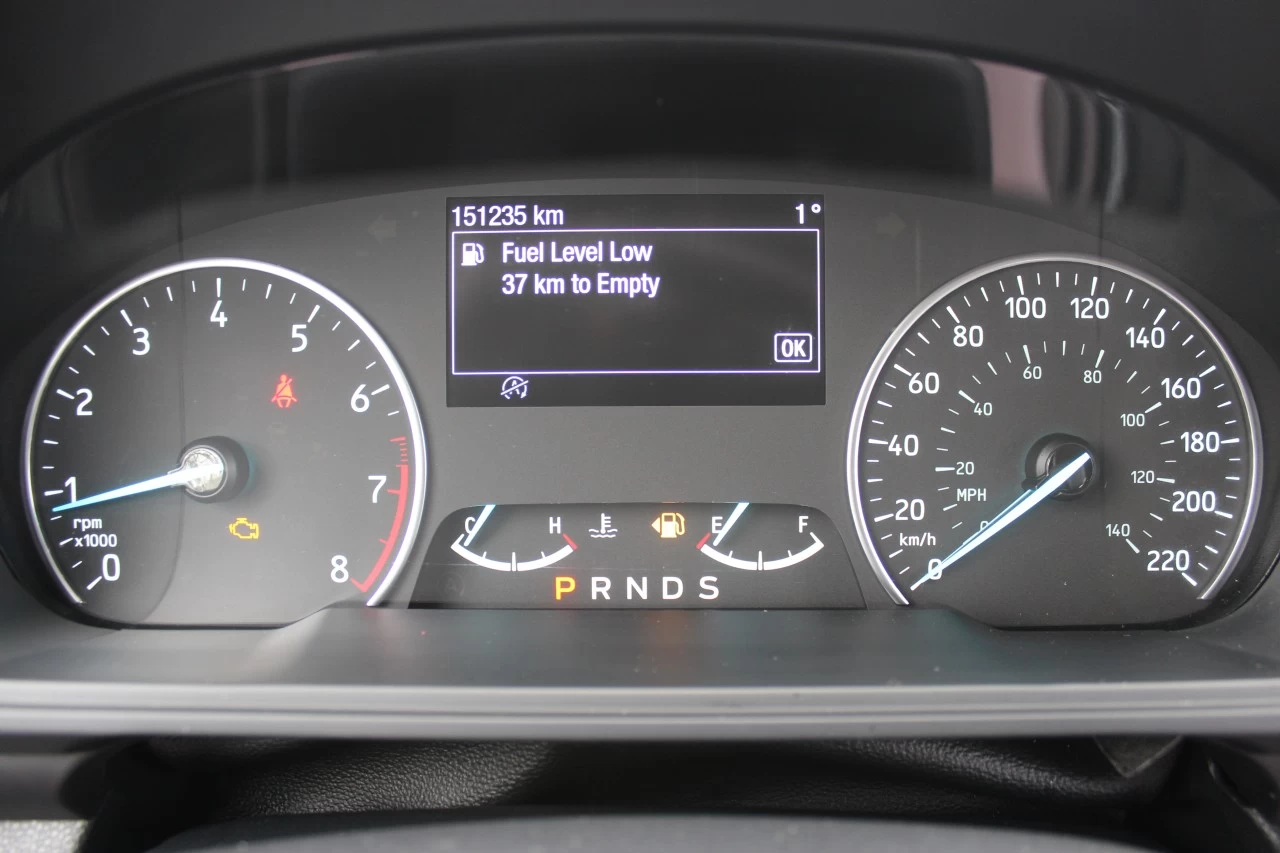 151235 km 1°
Fuel Level Low
37 km to Empty
OK
A
0 1 2 3 4 5 6 7 8
rpm
x1000
C H E F
P R N D S
0 20 40 60 80 100 120 140 160 180 200 220
km/h
0 20 40 60 80 100 120 140
MPH